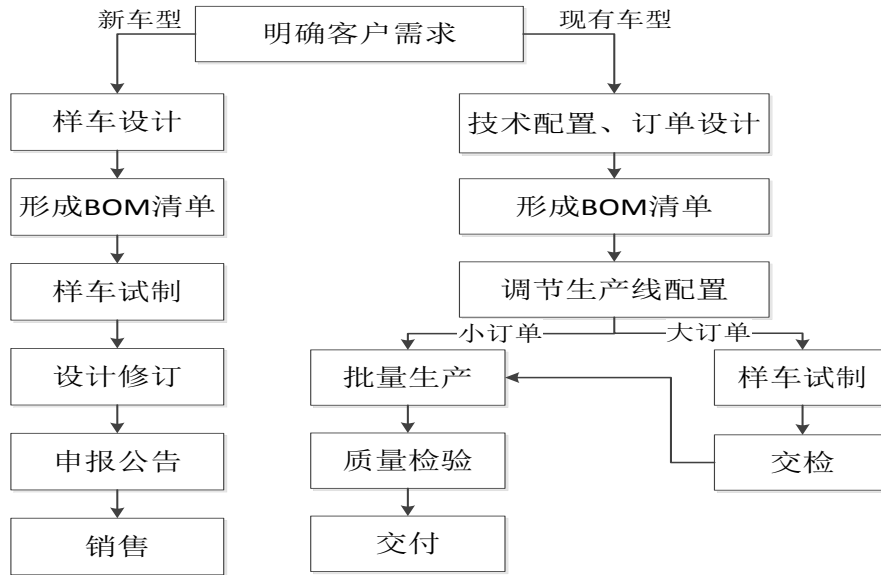 新车型
明确客户需求
现有车型
样车设计
技术配置、订单设计
形成BOM清单
形成BOM清单
样车试制
调节生产线配置
小订单
大订单
设计修订
批量生产
样车试制
申报公告
质量检验
交检
销售
交付